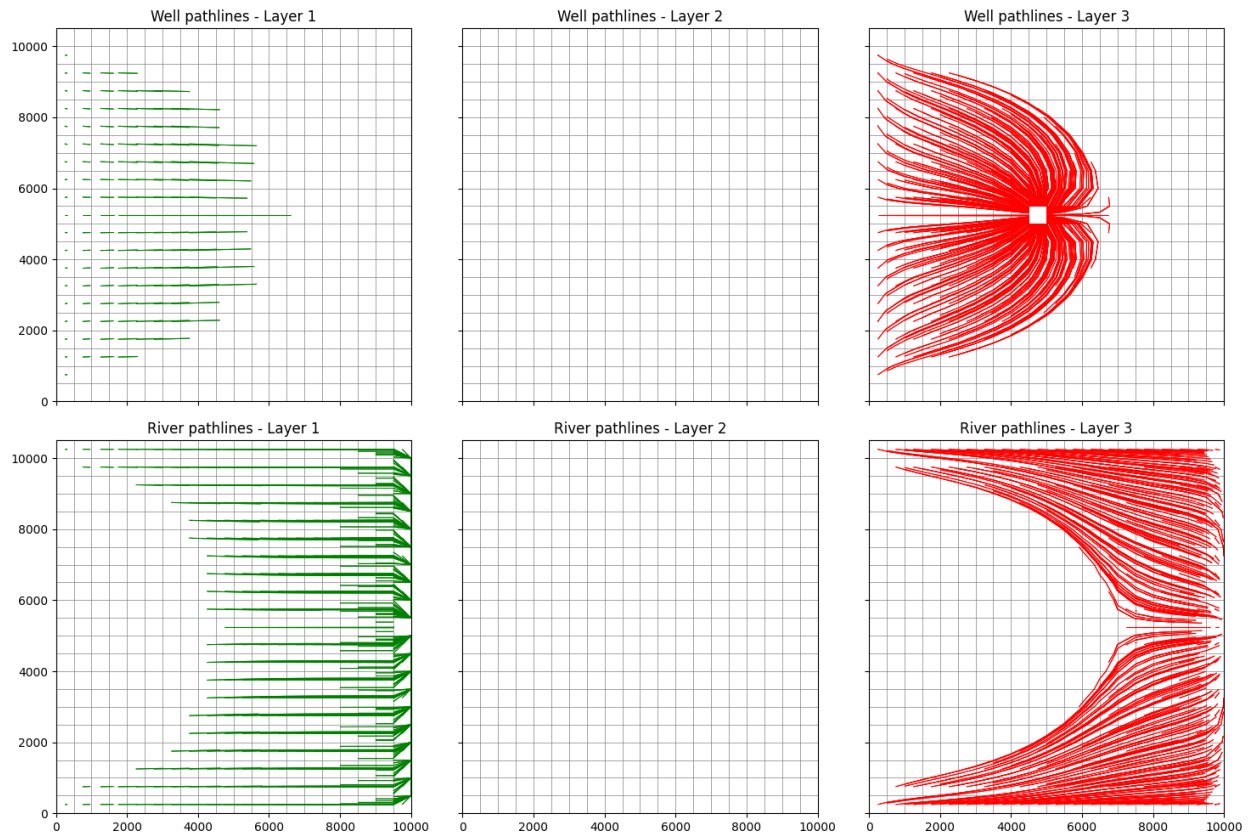 Well pathlines - Layer 1
Well pathlines - Layer 2
Well pathlines - Layer 3
10000
8000
6000
4000
2000
0
River pathlines - Layer 1
River pathlines - Layer 2
River pathlines - Layer 3
10000
8000
6000
4000
2000
0
0 2000 4000 6000 8000 10000
0 2000 4000 6000 8000 10000
0 2000 4000 6000 8000 10000